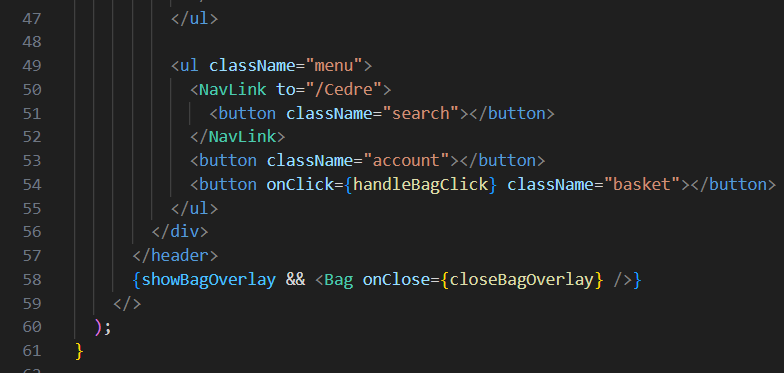 47 </ul>
48
49 <ul className="menu">
50 <NavLink to="/Cedre">
51 <button className="search"></button>
52 </NavLink>
53 <button className="account"></button>
54 <button onClick={handleBagClick} className="basket"></button>
55 </ul>
56 </div>
57 </header>
58 {showBagOverlay && <Bag onClose={closeBagOverlay} />}
59 </>
60 );
61 }